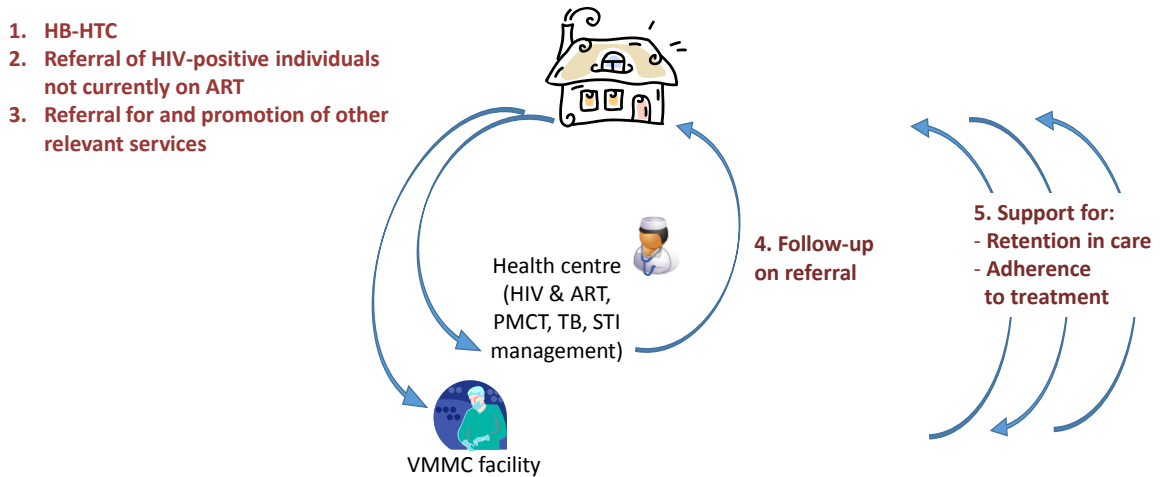 1. HB-HTC
2. Referral of HIV-positive individuals
not currently on ART
3. Referral for and promotion of other
relevant services
4. Follow-up
on referral
5. Support for:
- Retention in care
- Adherence
to treatment
Health centre
(HIV & ART,
PMCT, TB, STI
management)
VMMC facility